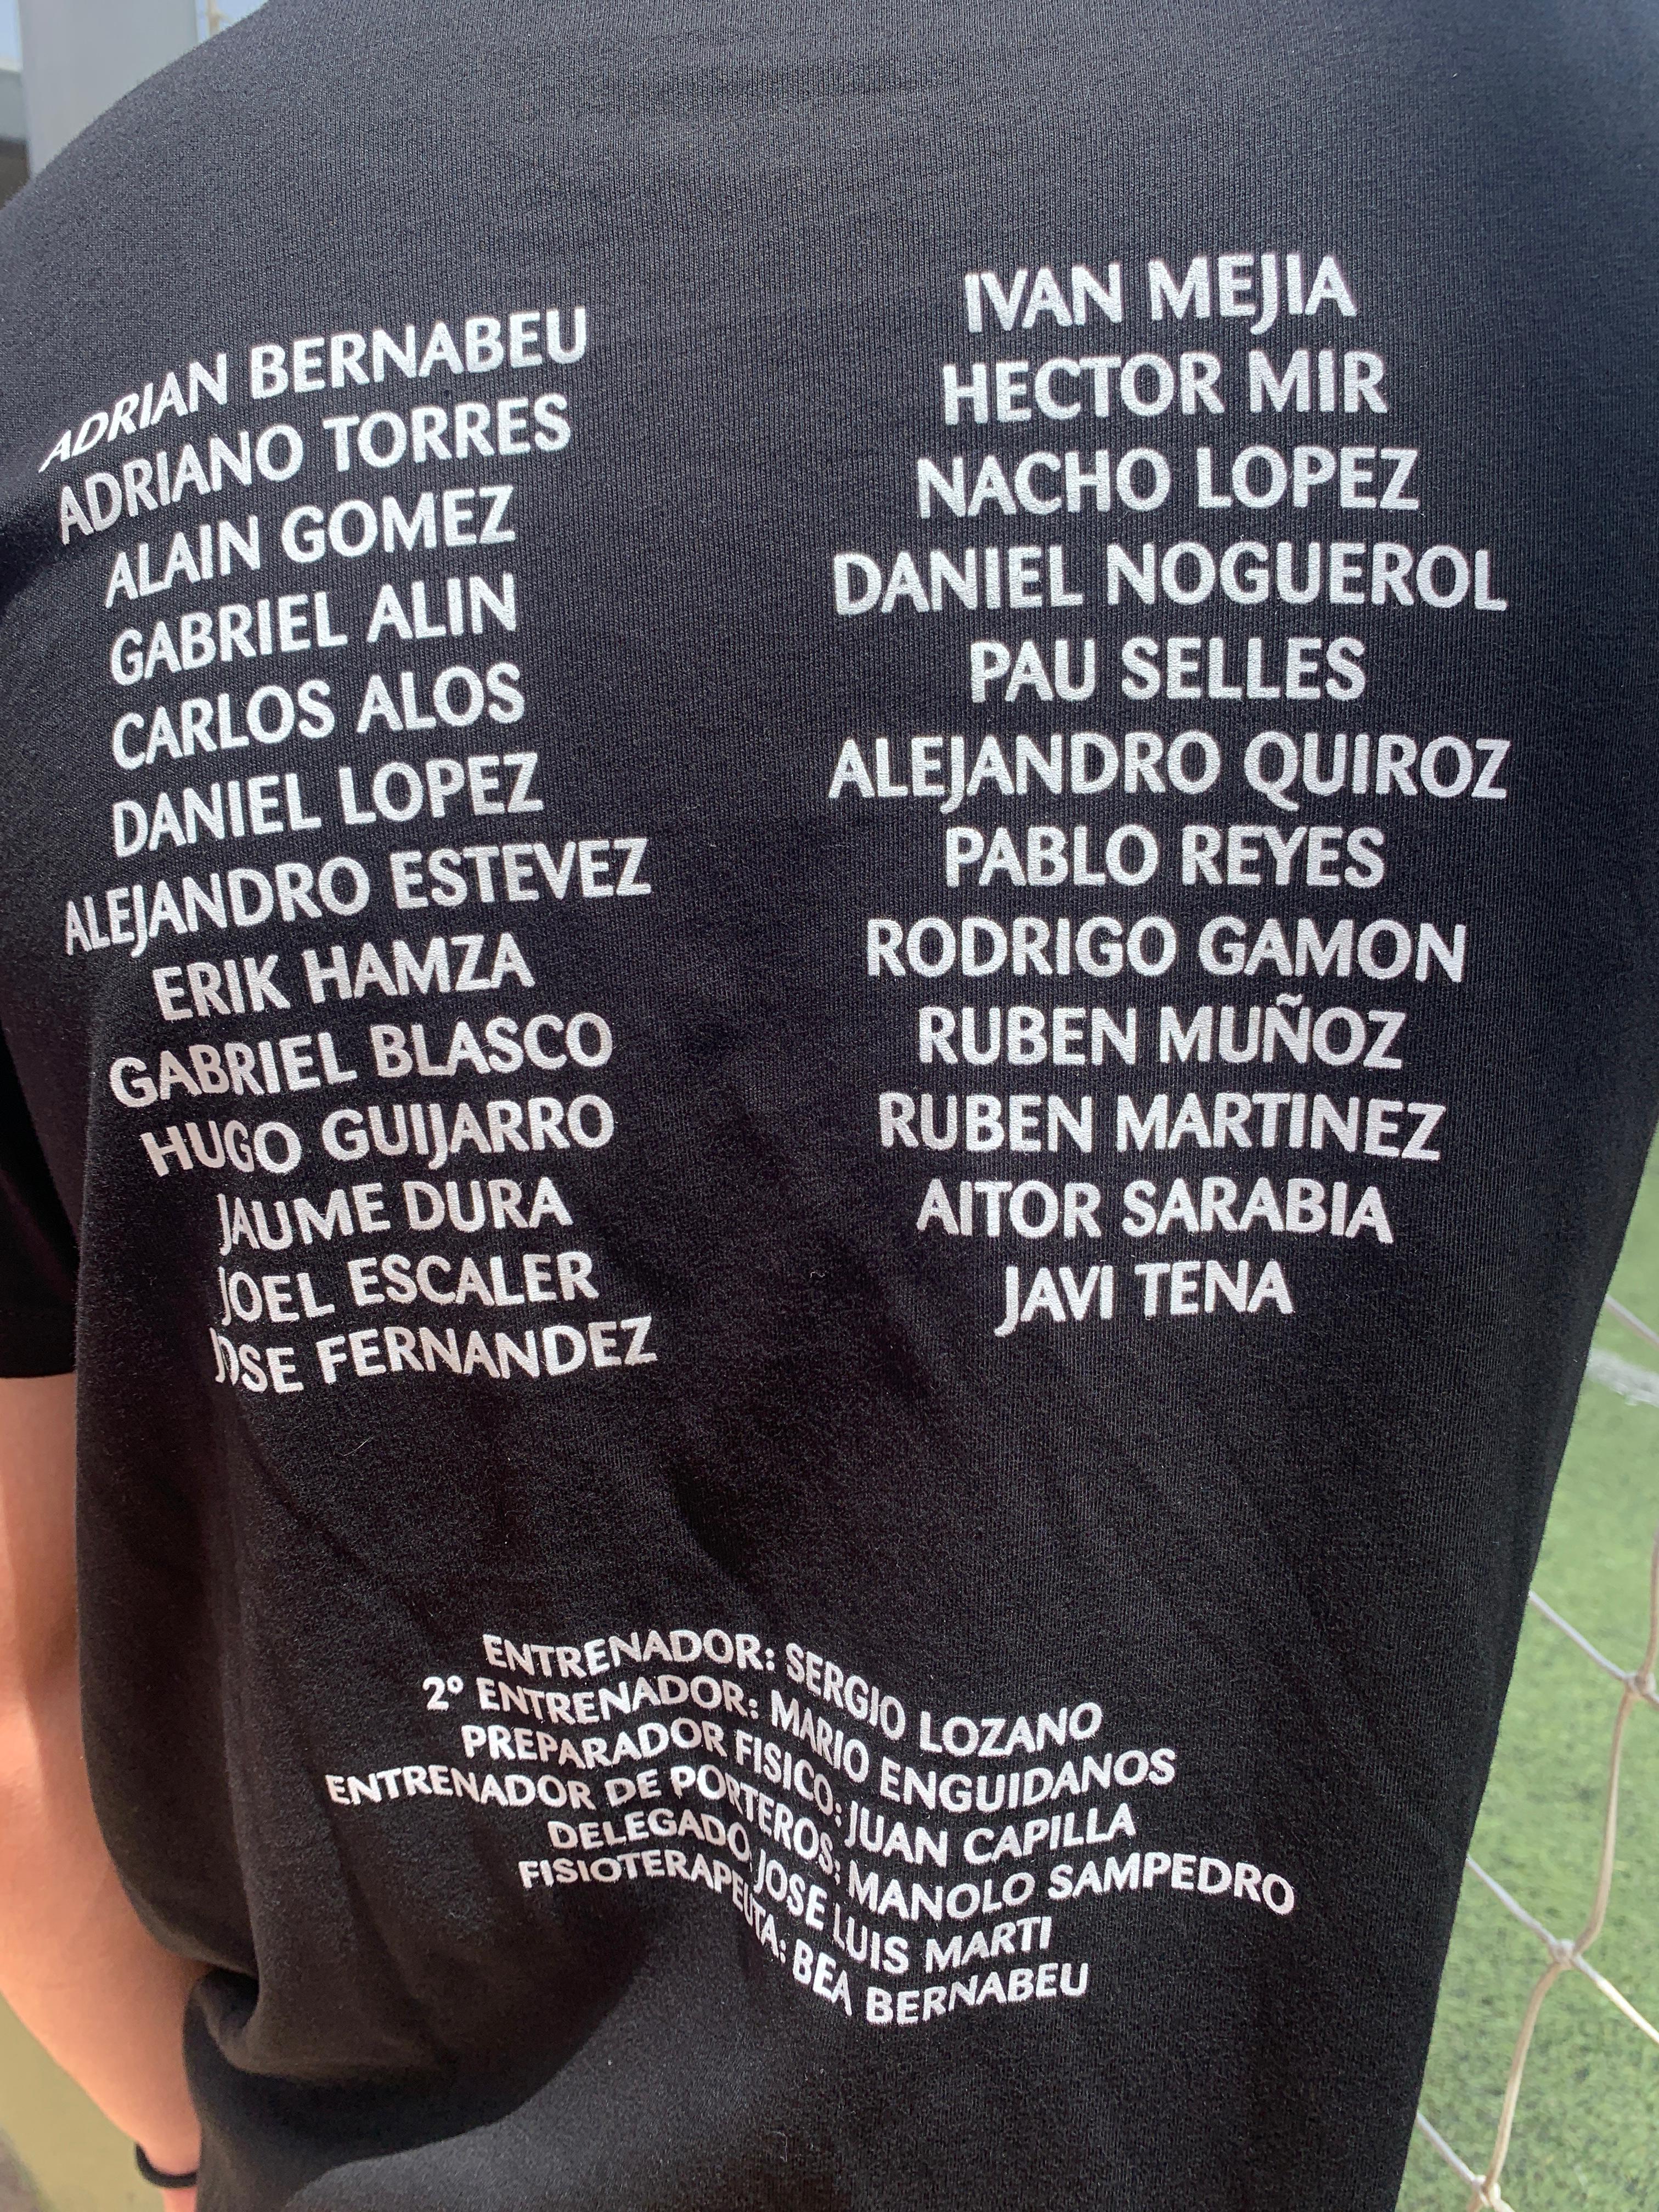 ADRIAN BERNABEU
ADRIANO TORRES
ALAIN GOMEZ
GABRIEL ALIN
CARLOS ALOS
DANIEL LOPEZ
ALEJANDRO ESTEVEZ
ERIK HAMZA
GABRIEL BLASCO
HUGO GUIJARRO
JAUME DURA
JOEL ESCALER
JOSE FERNANDEZ
IVAN MEJIA
HECTOR MIR
NACHO LOPEZ
DANIEL NOGUEROL
PAU SELLES
ALEJANDRO QUIROZ
PABLO REYES
RODRIGO GAMON
RUBEN MUÑOZ
RUBEN MARTINEZ
AITOR SARABIA
JAVI TENA
ENTRENADOR: SERGIO LOZANO
2º ENTRENADOR: MARIO ENGUIDANOS
PREPARADOR FISICO: JUAN CAPILLA
ENTRENADOR DE PORTEROS: MANOLO SAMPEDRO
DELEGADO JOSE LUIS MARTI
FISIOTERAPEUTA: BEA BERNABEU